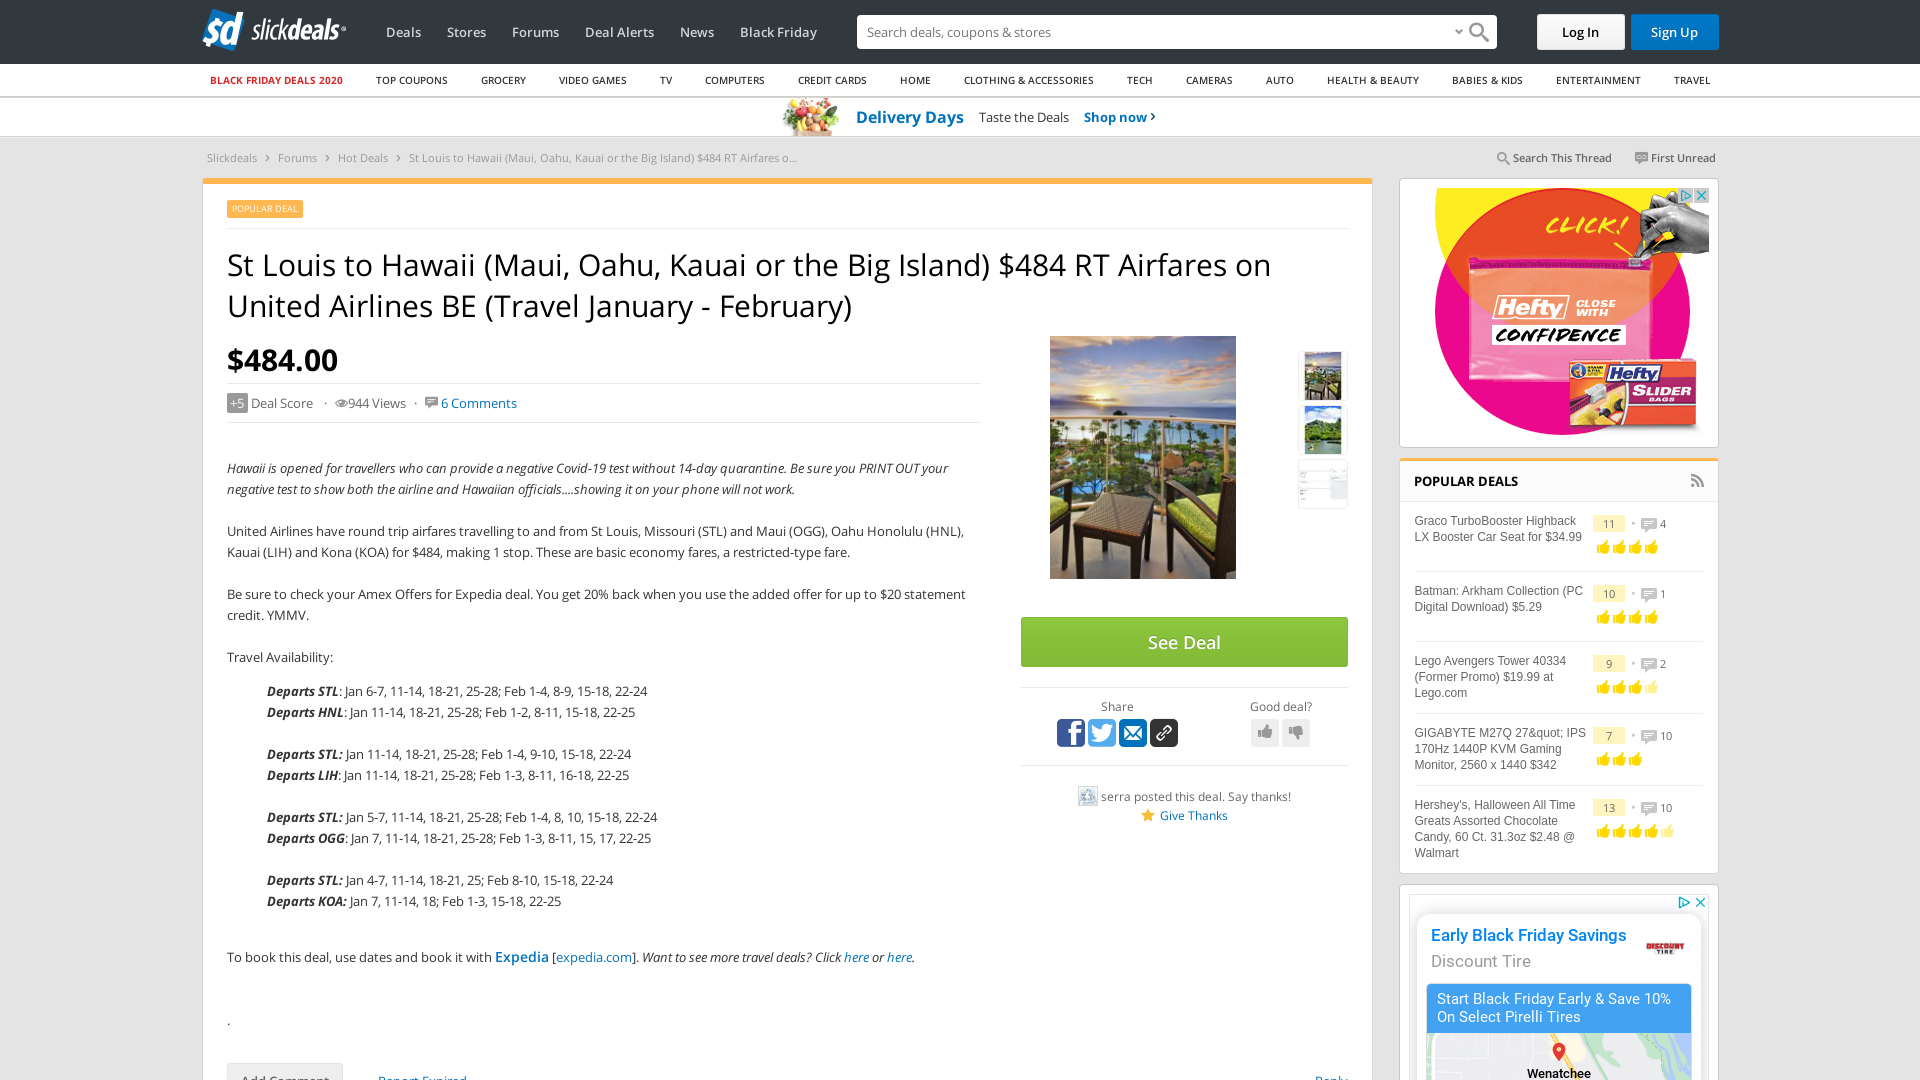 slickdeals
Deals Stores Forums Deal Alerts News Black Friday
Search deals, coupons & stores
Log In
Sign Up
BLACK FRIDAY DEALS 2020 TOP COUPONS GROCERY VIDEO GAMES TV COMPUTERS CREDIT CARDS HOME CLOTHING & ACCESSORIES TECH CAMERAS AUTO HEALTH & BEAUTY BABIES & KIDS ENTERTAINMENT TRAVEL
Delivery Days Taste the Deals Shop now
Slickdeals > Forums > Hot Deals > St Louis to Hawaii (Maui, Oahu, Kauai or the Big Island) $484 RT Airfares o...
Search This Thread First Unread
POPULAR DEAL
St Louis to Hawaii (Maui, Oahu, Kauai or the Big Island) $484 RT Airfares on
United Airlines BE (Travel January - February)
$484.00
+5 Deal Score · 944 Views · 6 Comments
Hawaii is opened for travellers who can provide a negative Covid-19 test without 14-day quarantine. Be sure you PRINT OUT your
negative test to show both the airline and Hawaiian officials....showing it on your phone will not work.
United Airlines have round trip airfares travelling to and from St Louis, Missouri (STL) and Maui (OGG), Oahu Honolulu (HNL),
Kauai (LIH) and Kona (KOA) for $484, making 1 stop. These are basic economy fares, a restricted-type fare.
Be sure to check your Amex Offers for Expedia deal. You get 20% back when you use the added offer for up to $20 statement
credit. YMMV.
Travel Availability:
Departs STL: Jan 6-7, 11-14, 18-21, 25-28; Feb 1-4, 8-9, 15-18, 22-24
Departs HNL: Jan 11-14, 18-21, 25-28; Feb 1-2, 8-11, 15-18, 22-25
Departs STL: Jan 11-14, 18-21, 25-28; Feb 1-4, 9-10, 15-18, 22-24
Departs LIH: Jan 11-14, 18-21, 25-28; Feb 1-3, 8-11, 16-18, 22-25
Departs STL: Jan 5-7, 11-14, 18-21, 25-28; Feb 1-4, 8, 10, 15-18, 22-24
Departs OGG: Jan 7, 11-14, 18-21, 25-28; Feb 1-3, 8-11, 15, 17, 22-25
Departs STL: Jan 4-7, 11-14, 18-21, 25; Feb 8-10, 15-18, 22-24
Departs KOA: Jan 7, 11-14, 18; Feb 1-3, 15-18, 22-25
To book this deal, use dates and book it with Expedia [expedia.com]. Want to see more travel deals? Click here or here.
.
Add Comment Report Expired Reply
See Deal
Share Good deal?
serra posted this deal. Say thanks!
Give Thanks
CLICK!
Hefty CLOSE WITH
CONFIDENCE
Hefty
SLIDER
BAGS
POPULAR DEALS
Graco TurboBooster Highback
LX Booster Car Seat for $34.99
11 · 4
Batman: Arkham Collection (PC
Digital Download) $5.29
10 · 1
Lego Avengers Tower 40334
(Former Promo) $19.99 at
Lego.com
9 · 2
GIGABYTE M27Q 27&quot; IPS
170Hz 1440P KVM Gaming
Monitor, 2560 x 1440 $342
7 · 10
Hershey's, Halloween All Time
Greats Assorted Chocolate
Candy, 60 Ct. 31.3oz $2.48 @
Walmart
13 · 10
Early Black Friday Savings
Discount Tire
DISCOUNT
TIRE
Start Black Friday Early & Save 10%
On Select Pirelli Tires
Wenatchee